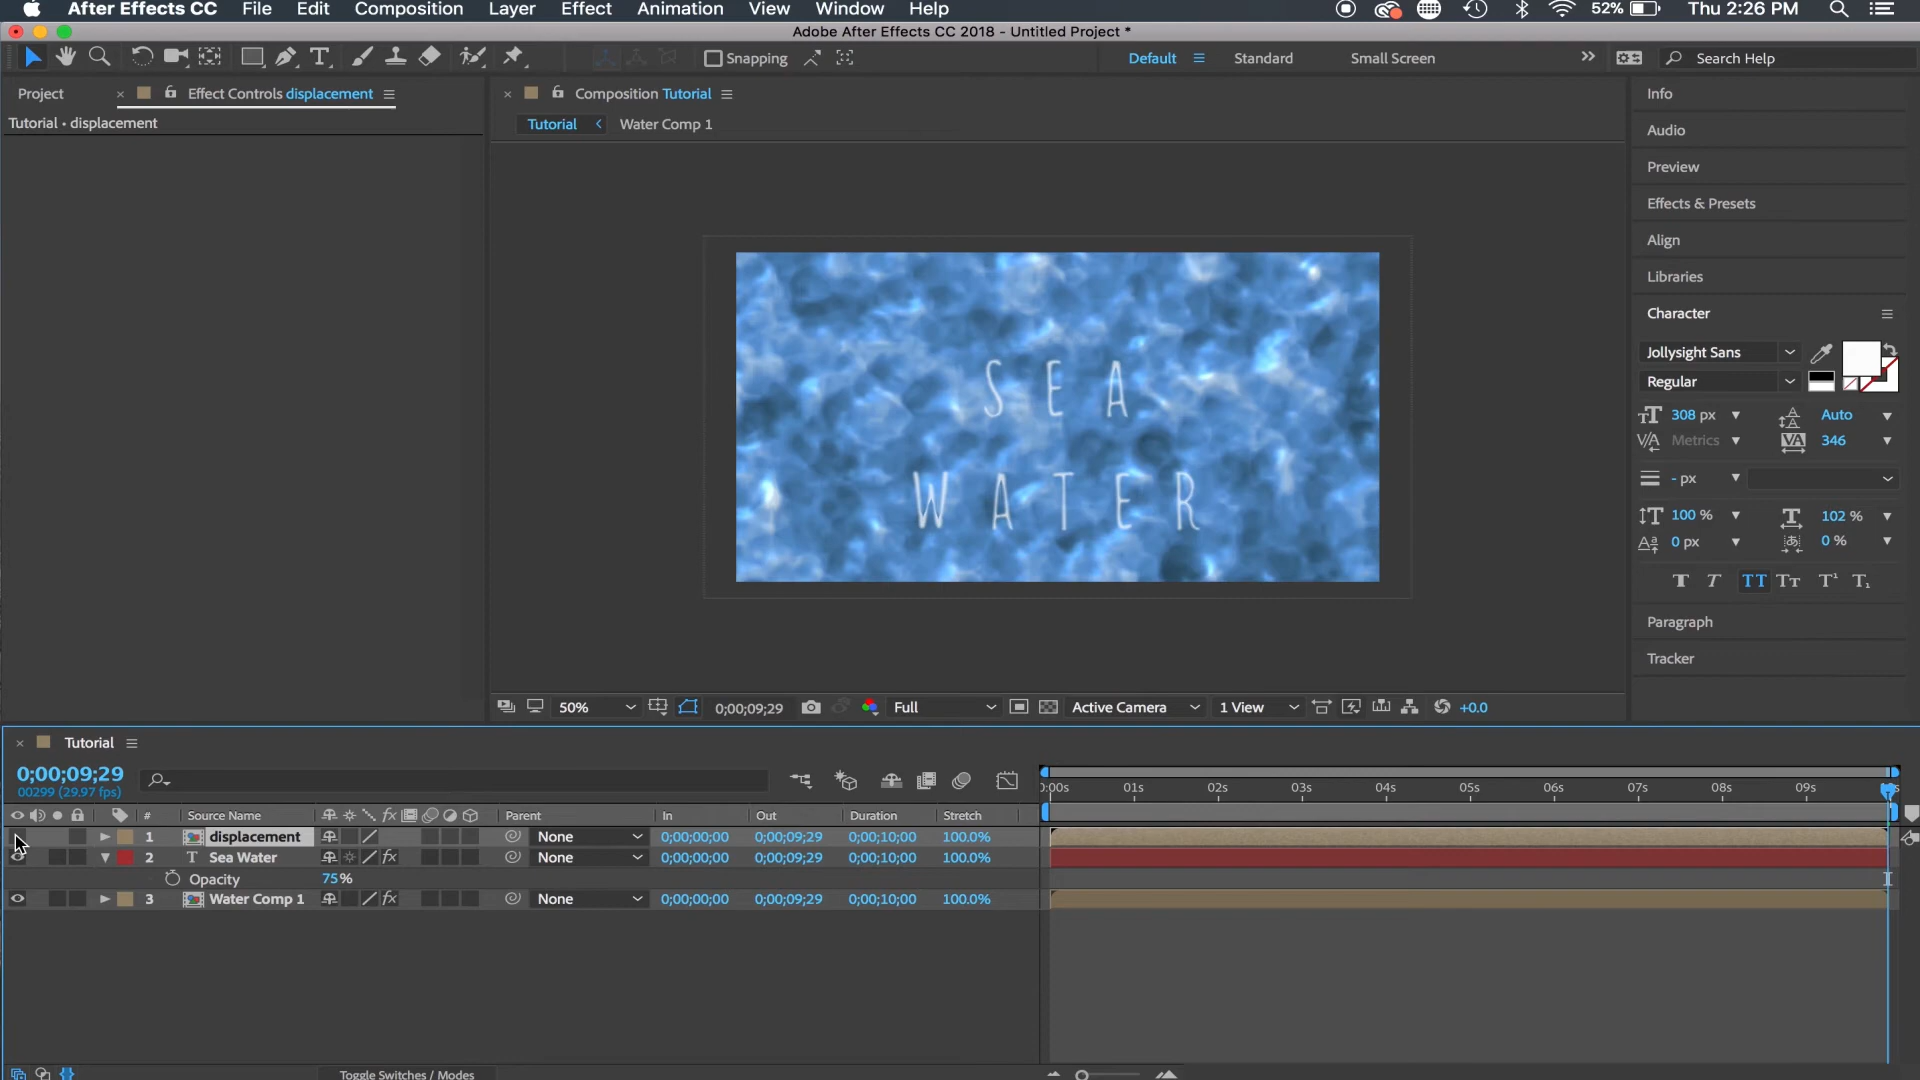 After Effects CC File Edit Composition Layer Effect Animation View Window Help 52% Thu 2:26 PM
Adobe After Effects CC 2018 - Untitled Project *
Snapping Default Standard Small Screen Search Help
Project Effect Controls displacement Composition Tutorial Info
Tutorial • displacement Tutorial Water Comp 1
Audio
Preview
Effects & Presets
Align
Libraries
Character
Jollysight Sans
Regular
308 px Auto
Metrics 346
- px
100 % 102 %
0 px 0 %
Paragraph
Tracker
SEA
WATER
50% 0;00;09;29 Full Active Camera 1 View +0.0
Tutorial
0;00;09;29
00299 (29.97 fps)
0:00s 01s 02s 03s 04s 05s 06s 07s 08s 09s
# Source Name Parent In Out Duration Stretch
1 displacement None 0;00;00;00 0;00;09;29 0;00;10;00 100.0%
2 Sea Water None 0;00;00;00 0;00;09;29 0;00;10;00 100.0%
Opacity 75%
3 Water Comp 1 None 0;00;00;00 0;00;09;29 0;00;10;00 100.0%
Toggle Switches / Modes